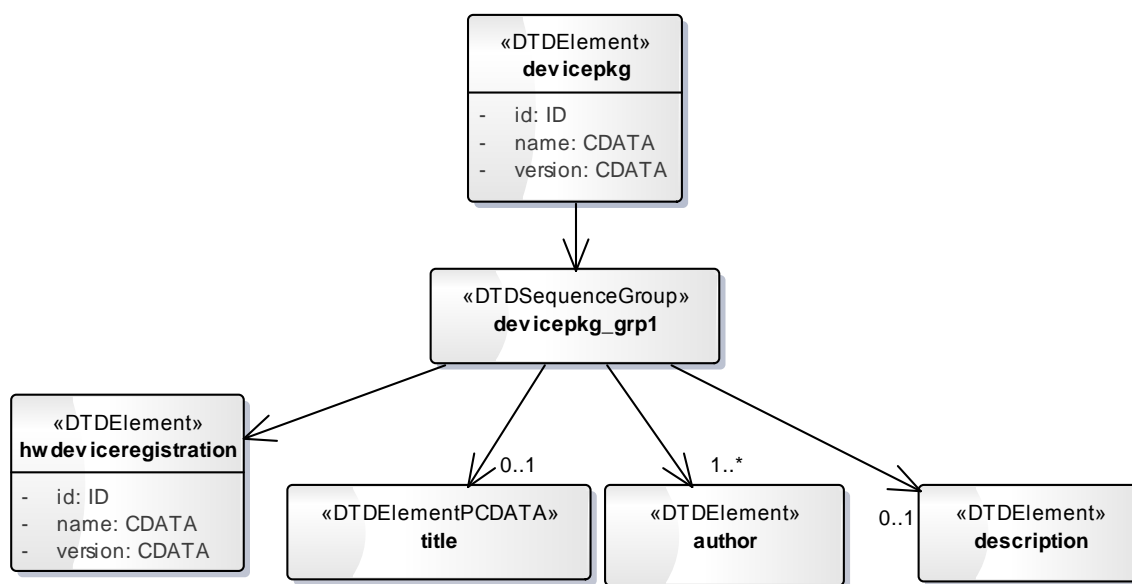 «DTDElement»
devicepkg
- id: ID
- name: CDATA
- version: CDATA
«DTDSequenceGroup»
devicepkg_grp1
«DTDElement»
hwdeviceregistration
- id: ID
- name: CDATA
- version: CDATA
0..1
«DTDElementPCDATA»
title
1..*
«DTDElement»
author
0..1
«DTDElement»
description